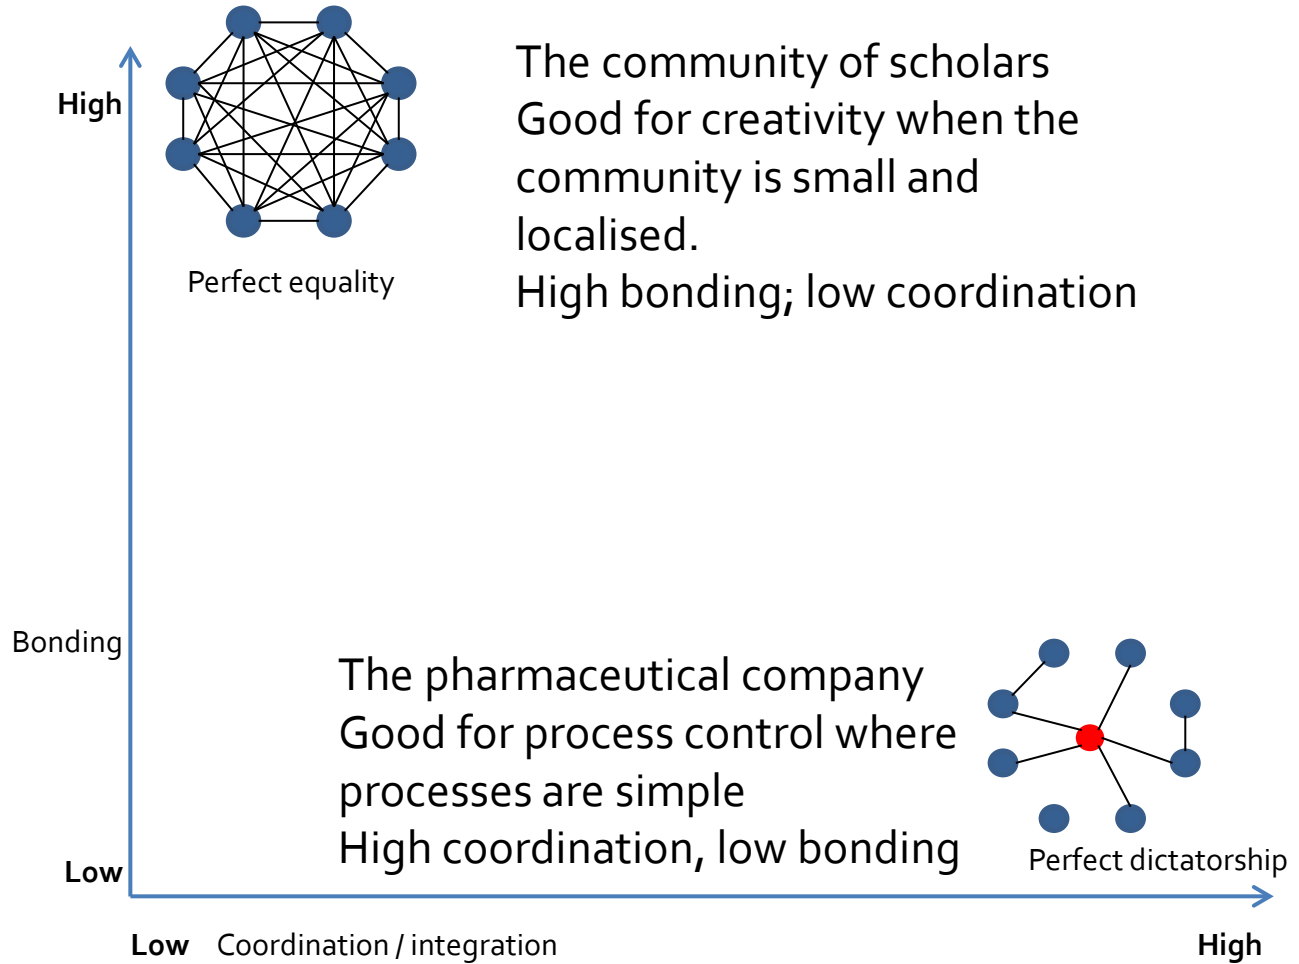 High
Perfect equality
The community of scholars
Good for creativity when the
community is small and
localised.
High bonding; low coordination
Bonding
The pharmaceutical company
Good for process control where
processes are simple
High coordination, low bonding
Perfect dictatorship
Low
Low Coordination / integration High